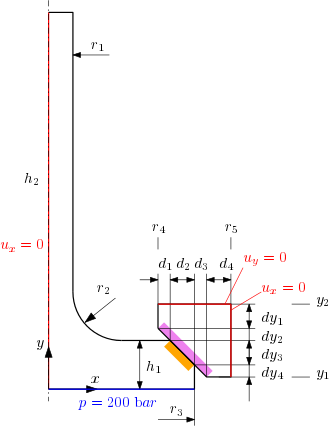 r₁
h₂
r₄
r₅
uₓ = 0
d₁
d₂
d₃
d₄
u_y = 0
uₓ = 0
r₂
y₂
dy₁
y
dy₂
h₁
dy₃
x
dy₄
y₁
p = 200 bar
r₃